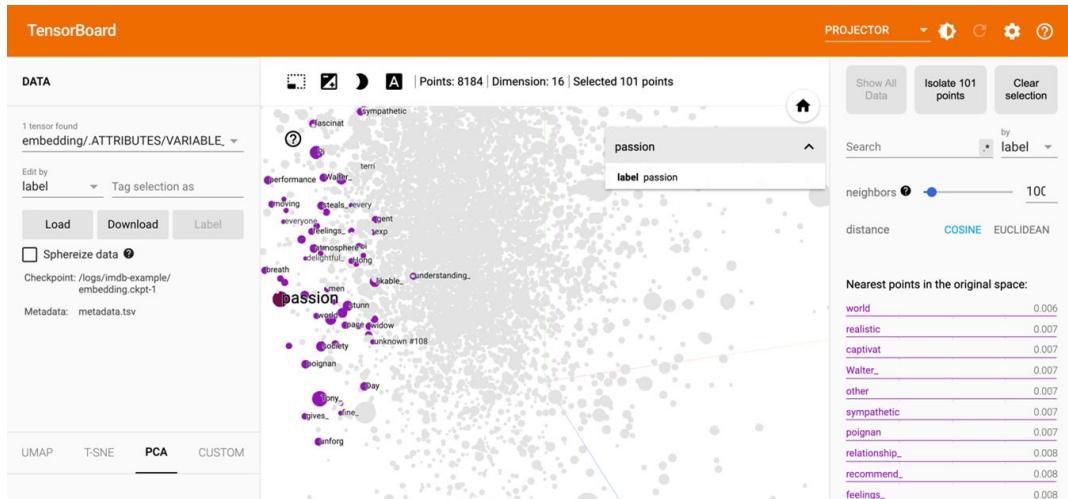 TensorBoard
PROJECTOR
DATA
1 tensor found
embedding/.ATTRIBUTES/VARIABLE_
Edit by
label
Tag selection as
Load
Download
Label
Sphereize data
Checkpoint: /logs/imdb-example/
embedding.ckpt-1
Metadata: metadata.tsv
UMAP
T-SNE
PCA
CUSTOM
A
Points: 8184 | Dimension: 16 | Selected 101 points
sympathetic
fascinat
terri
performance
Walter_
moving
steals_
every
everyone_
gent
feelings_
exp
atmosphere
oi
delightful_
Hong
breath
likable_
understanding_
men
passion
stunn
world
pace
widow
society
unknown #108
poignan
Day
Tony_
gives_
fine_
unforg
passion
label passion
Show All
Data
Isolate 101
points
Clear
selection
Search
.*
by
label
neighbors
100
distance
COSINE
EUCLIDEAN
Nearest points in the original space:
world 0.006
realistic 0.007
captivat 0.007
Walter_ 0.007
other 0.007
sympathetic 0.007
poignan 0.007
relationship_ 0.008
recommend_ 0.008
feelings_ 0.008